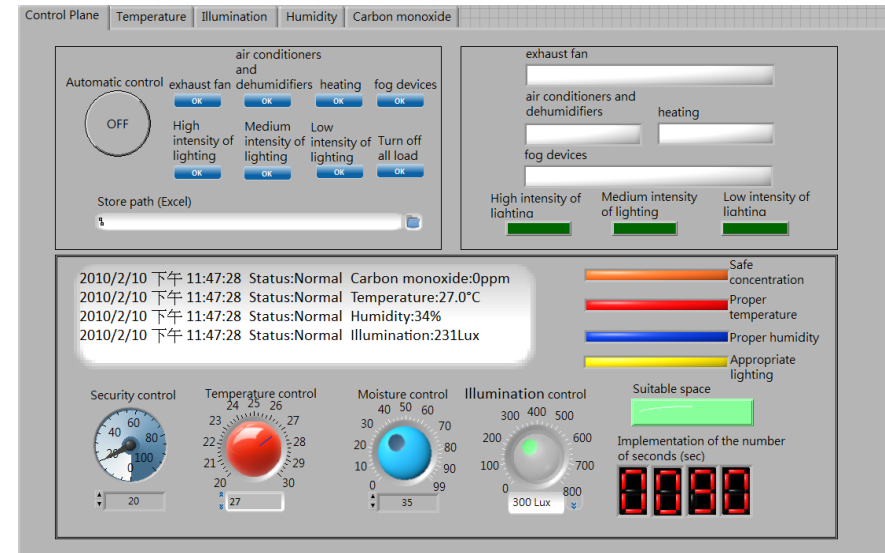 Control Plane Temperature Illumination Humidity Carbon monoxide
Automatic control
OFF
exhaust fan
OK
air conditioners
and
dehumidifiers
OK
heating
OK
fog devices
OK
High
intensity of
lighting
OK
Medium
intensity of
lighting
OK
Low
intensity of
lighting
OK
Turn off
all load
OK
Store path (Excel)
exhaust fan
air conditioners and
dehumidifiers
heating
fog devices
High intensity of
lighting
Medium intensity
of lighting
Low intensity of
lighting
2010/2/10 下午 11:47:28 Status:Normal Carbon monoxide:0ppm
2010/2/10 下午 11:47:28 Status:Normal Temperature:27.0°C
2010/2/10 下午 11:47:28 Status:Normal Humidity:34%
2010/2/10 下午 11:47:28 Status:Normal Illumination:231Lux
Safe
concentration
Proper
temperature
Proper humidity
Appropriate
lighting
Security control
0 20 40 60 80 100
20
Temperature control
20 21 22 23 24 25 26 27 28 29 30
27
Moisture control
0 10 20 30 40 50 60 70 80 90 99
35
Illumination control
0 100 200 300 400 500 600 700 800
300 Lux
Suitable space
Implementation of the number
of seconds (sec)
0030